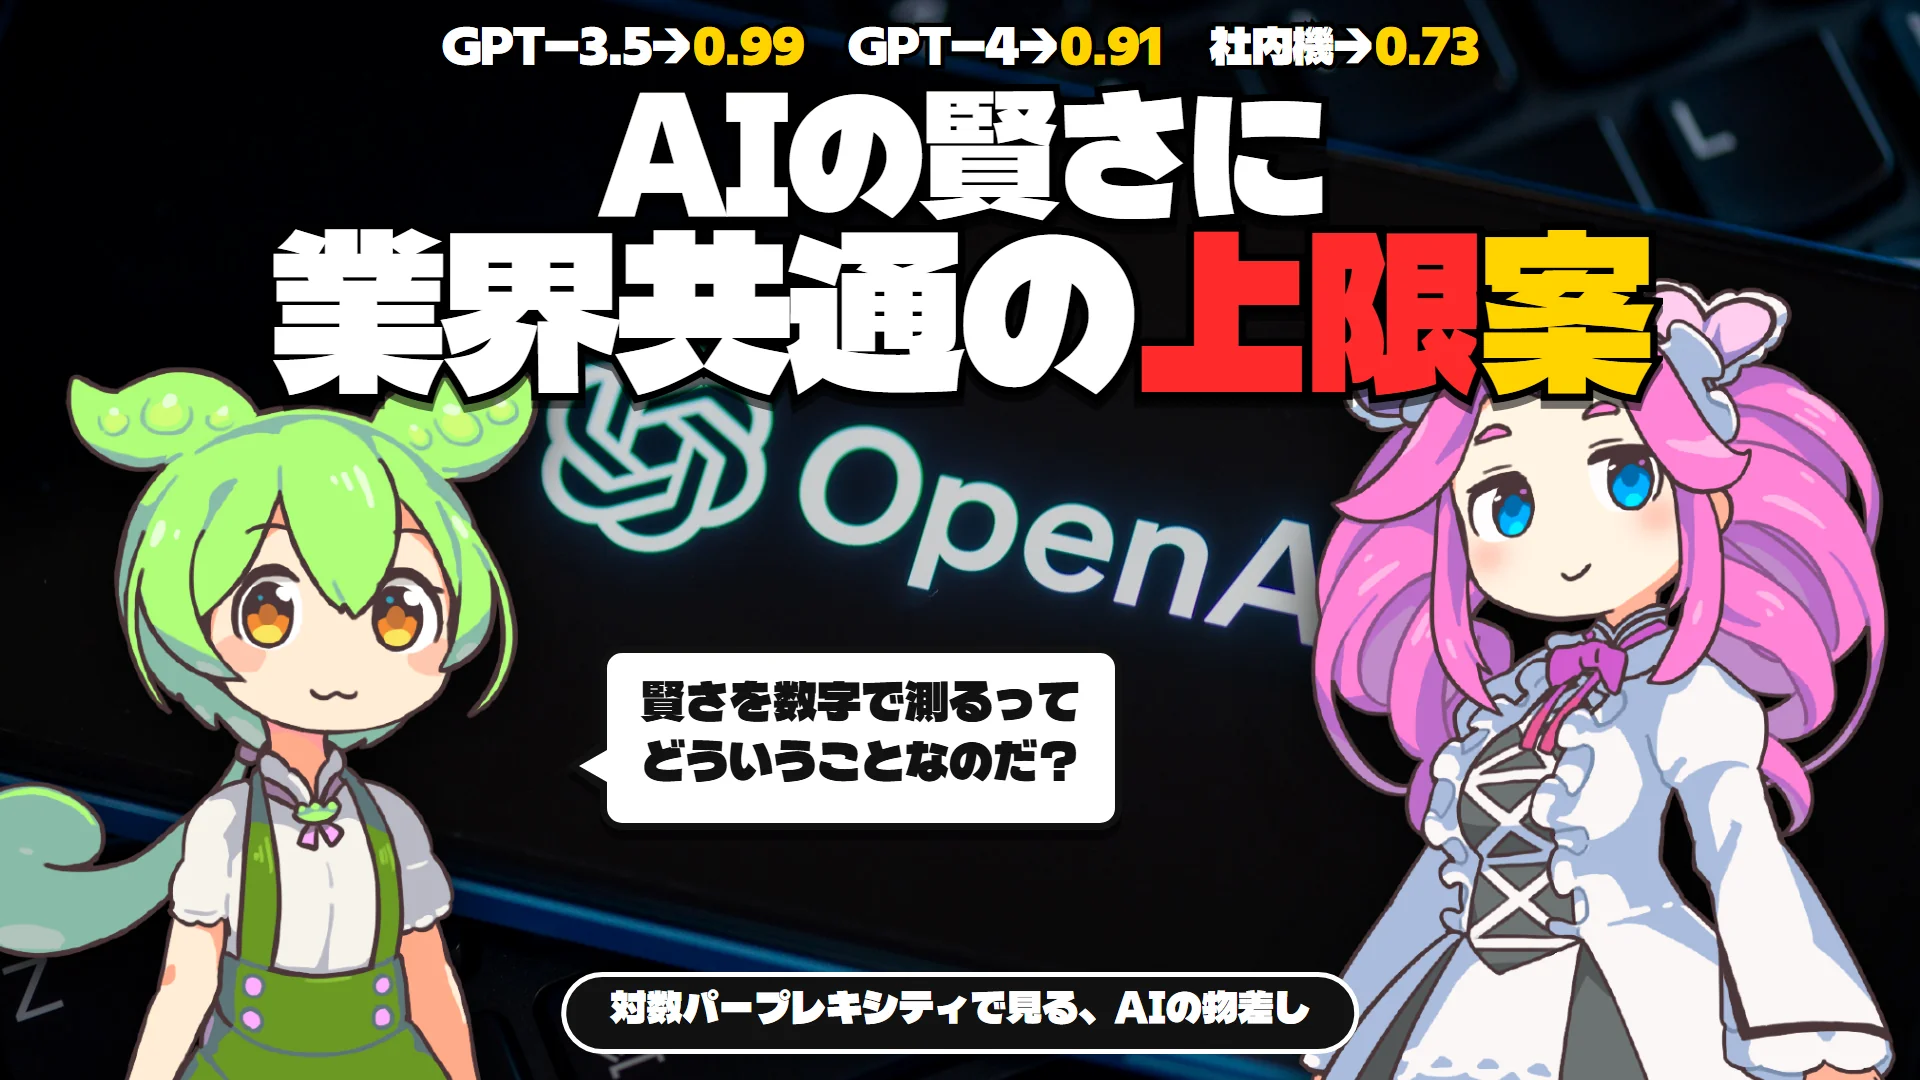 GPT−3.5→0.99 GPT−4→0.91 社内機→0.73
AIの賢さに
業界共通の上限案
OpenA
賢さを数字で測るって
どういうことなのだ?
対数パープレキシティで見る、AIの物差し
L
Z